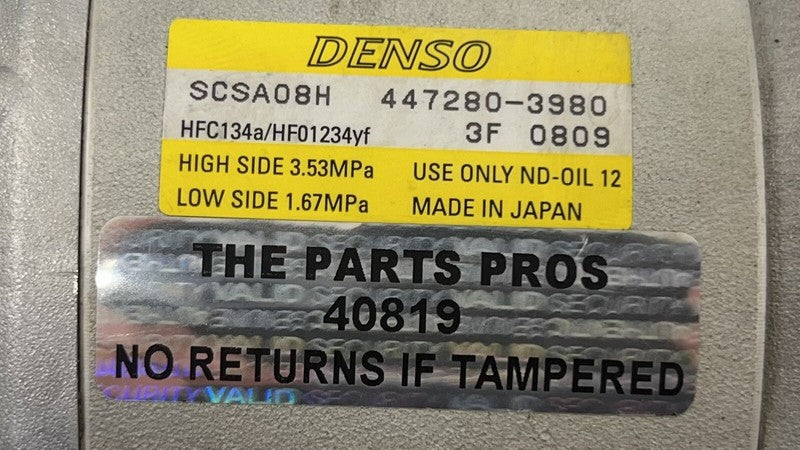 DENSO
SCSA08H 447280-3980
HFC134a/HF01234yf 3F 0809
HIGH SIDE 3.53MPa USE ONLY ND-OIL 12
LOW SIDE 1.67MPa MADE IN JAPAN
THE PARTS PROS
40819
NO RETURNS IF TAMPERED
VALID